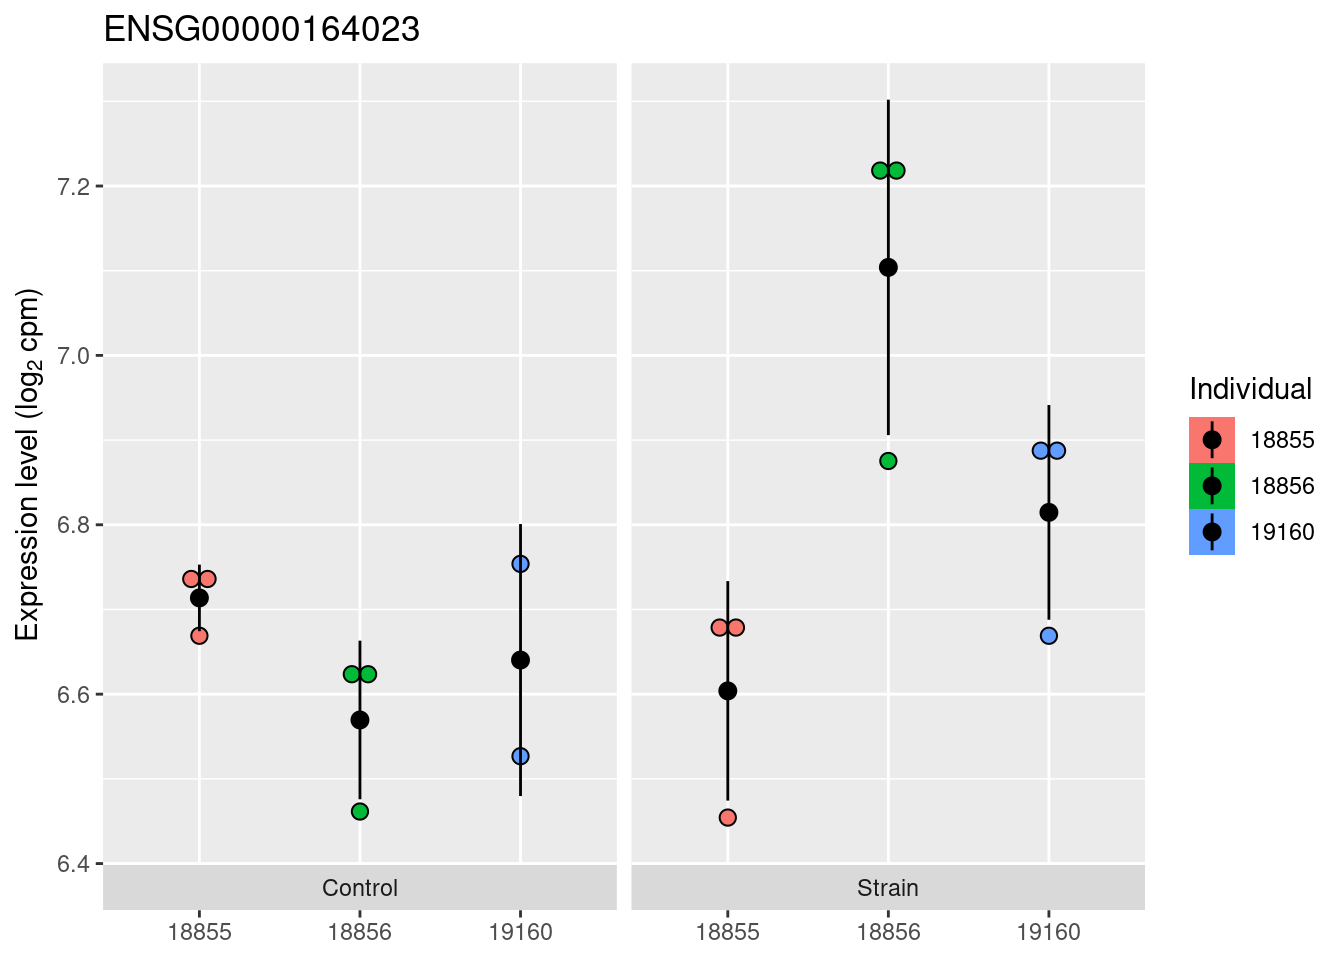 ENSG00000164023
Expression level (log₂ cpm)
7.2
7.0
6.8
6.6
6.4
Control
Strain
18855
18856
19160
18855
18856
19160
Individual
18855
18856
19160